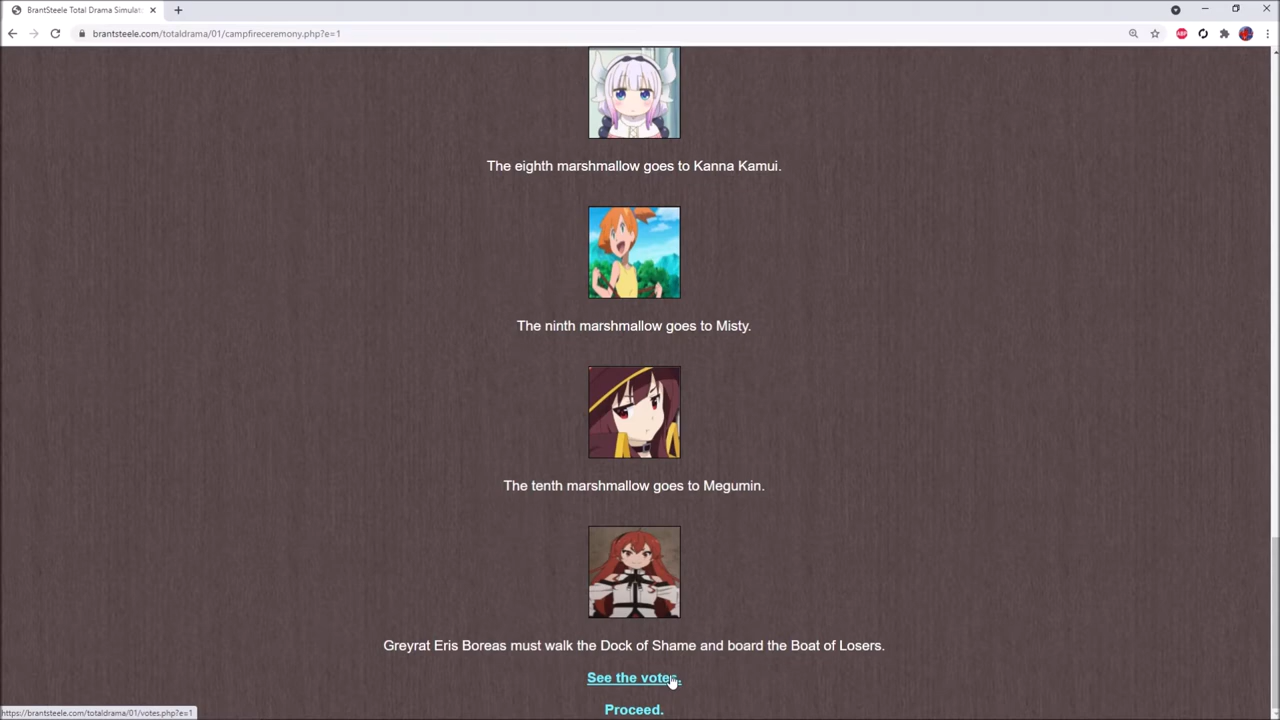 BrantSteele Total Drama Simulat
brantsteele.com/totaldrama/01/campfireceremony.php?e=1
ABP
The eighth marshmallow goes to Kanna Kamui.
The ninth marshmallow goes to Misty.
The tenth marshmallow goes to Megumin.
Greyrat Eris Boreas must walk the Dock of Shame and board the Boat of Losers.
See the votes.
Proceed.
https://brantsteele.com/totaldrama/01/votes.php?e=1